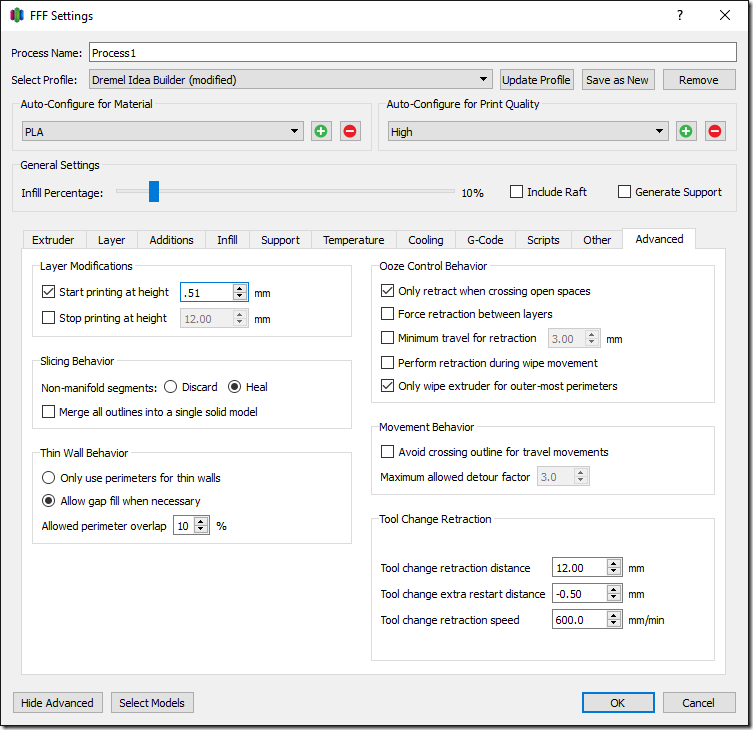 FFF Settings
?
Process Name: Process1
Select Profile: Dremel Idea Builder (modified) Update Profile Save as New Remove
Auto-Configure for Material
PLA
Auto-Configure for Print Quality
High
General Settings
Infill Percentage: 10% Include Raft Generate Support
Extruder Layer Additions Infill Support Temperature Cooling G-Code Scripts Other Advanced
Layer Modifications
Start printing at height .51 mm
Stop printing at height 12.00 mm
Slicing Behavior
Non-manifold segments: Discard Heal
Merge all outlines into a single solid model
Thin Wall Behavior
Only use perimeters for thin walls
Allow gap fill when necessary
Allowed perimeter overlap 10 %
Ooze Control Behavior
Only retract when crossing open spaces
Force retraction between layers
Minimum travel for retraction 3.00 mm
Perform retraction during wipe movement
Only wipe extruder for outer-most perimeters
Movement Behavior
Avoid crossing outline for travel movements
Maximum allowed detour factor 3.0
Tool Change Retraction
Tool change retraction distance 12.00 mm
Tool change extra restart distance -0.50 mm
Tool change retraction speed 600.0 mm/min
Hide Advanced Select Models OK Cancel